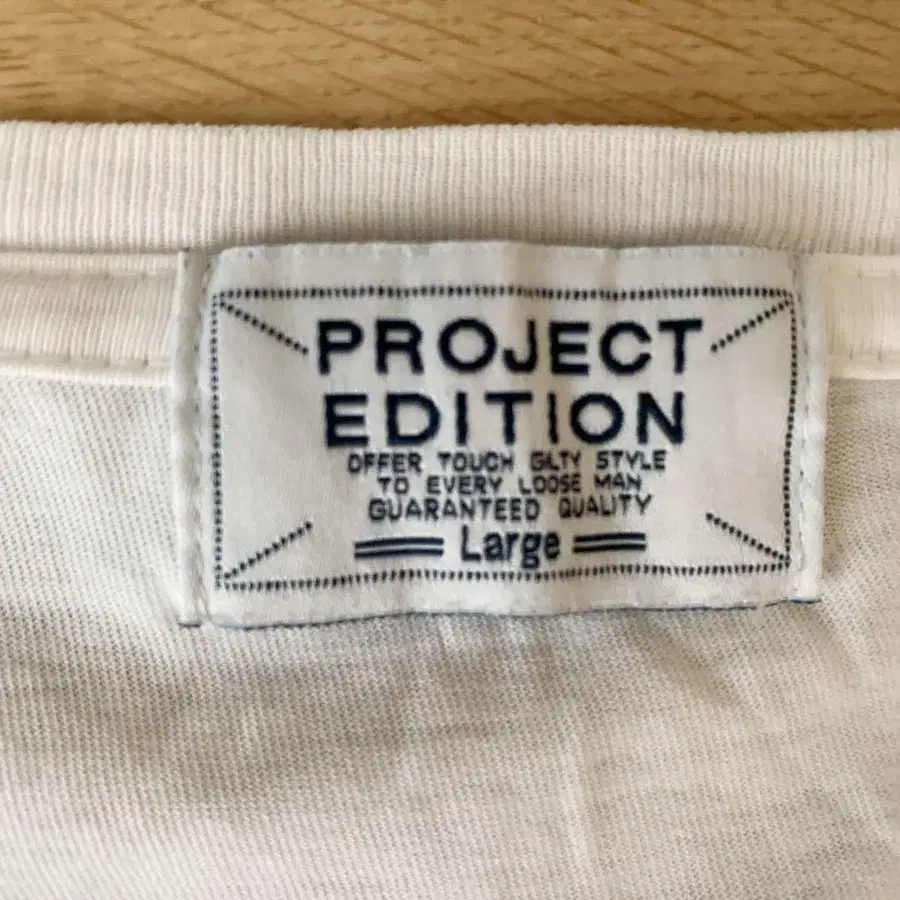 PROJECT
EDITION
OFFER TOUCH GILTY STYLE
TO EVERY LOOSE MAN
GUARANTEED QUALITY
Large